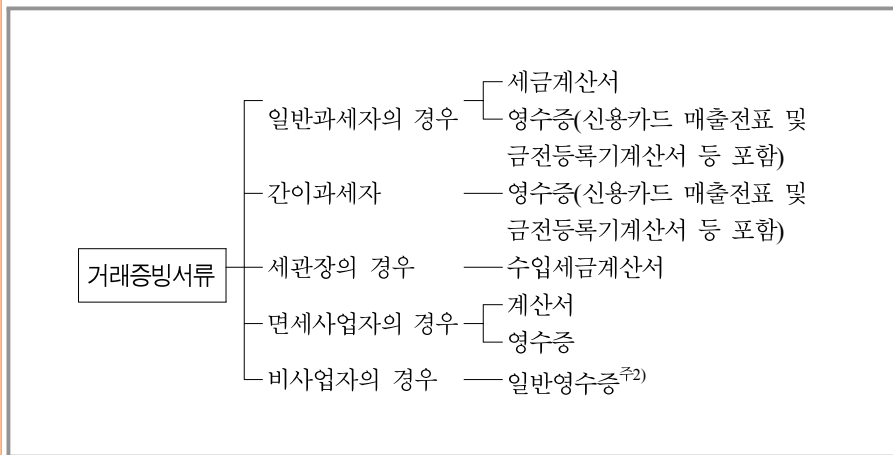 거래증빙서류
일반과세자의 경우
세금계산서
영수증(신용카드 매출전표 및
금전등록기계산서 등 포함)
간이과세자
영수증(신용카드 매출전표 및
금전등록기계산서 등 포함)
세관장의 경우
수입세금계산서
면세사업자의 경우
계산서
영수증
비사업자의 경우
일반영수증주2)